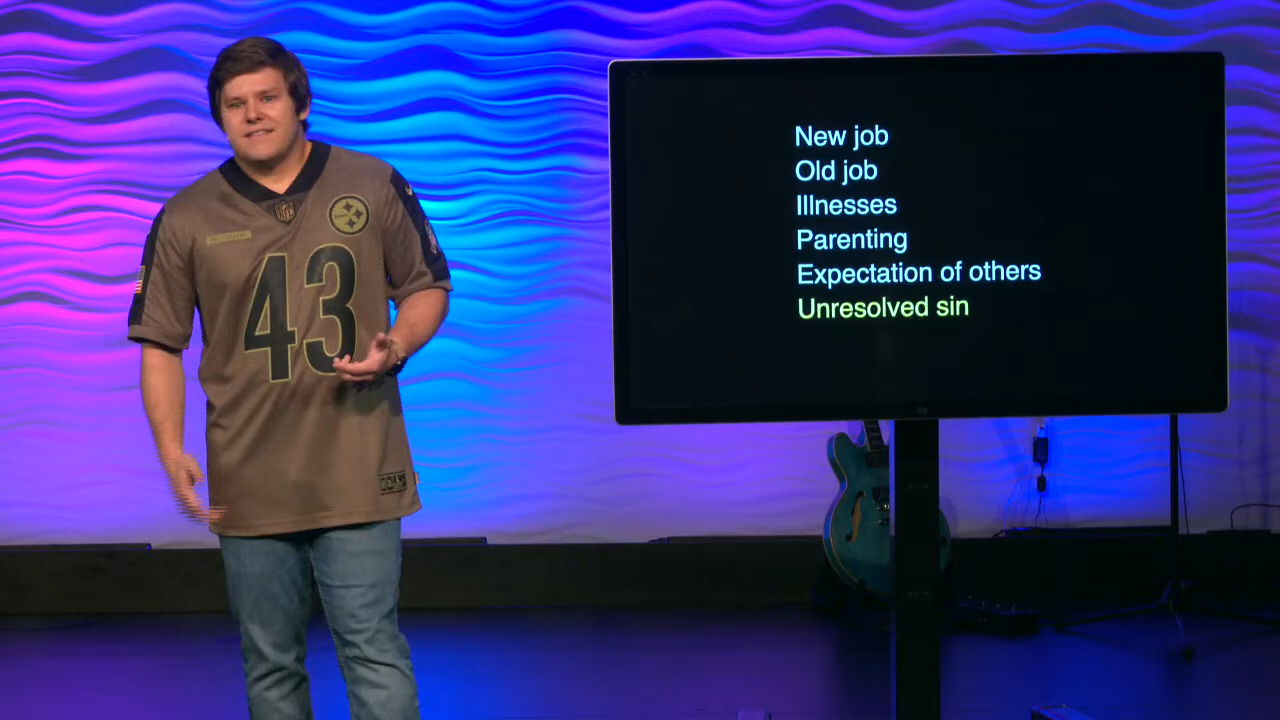 43
New job
Old job
Illnesses
Parenting
Expectation of others
Unresolved sin